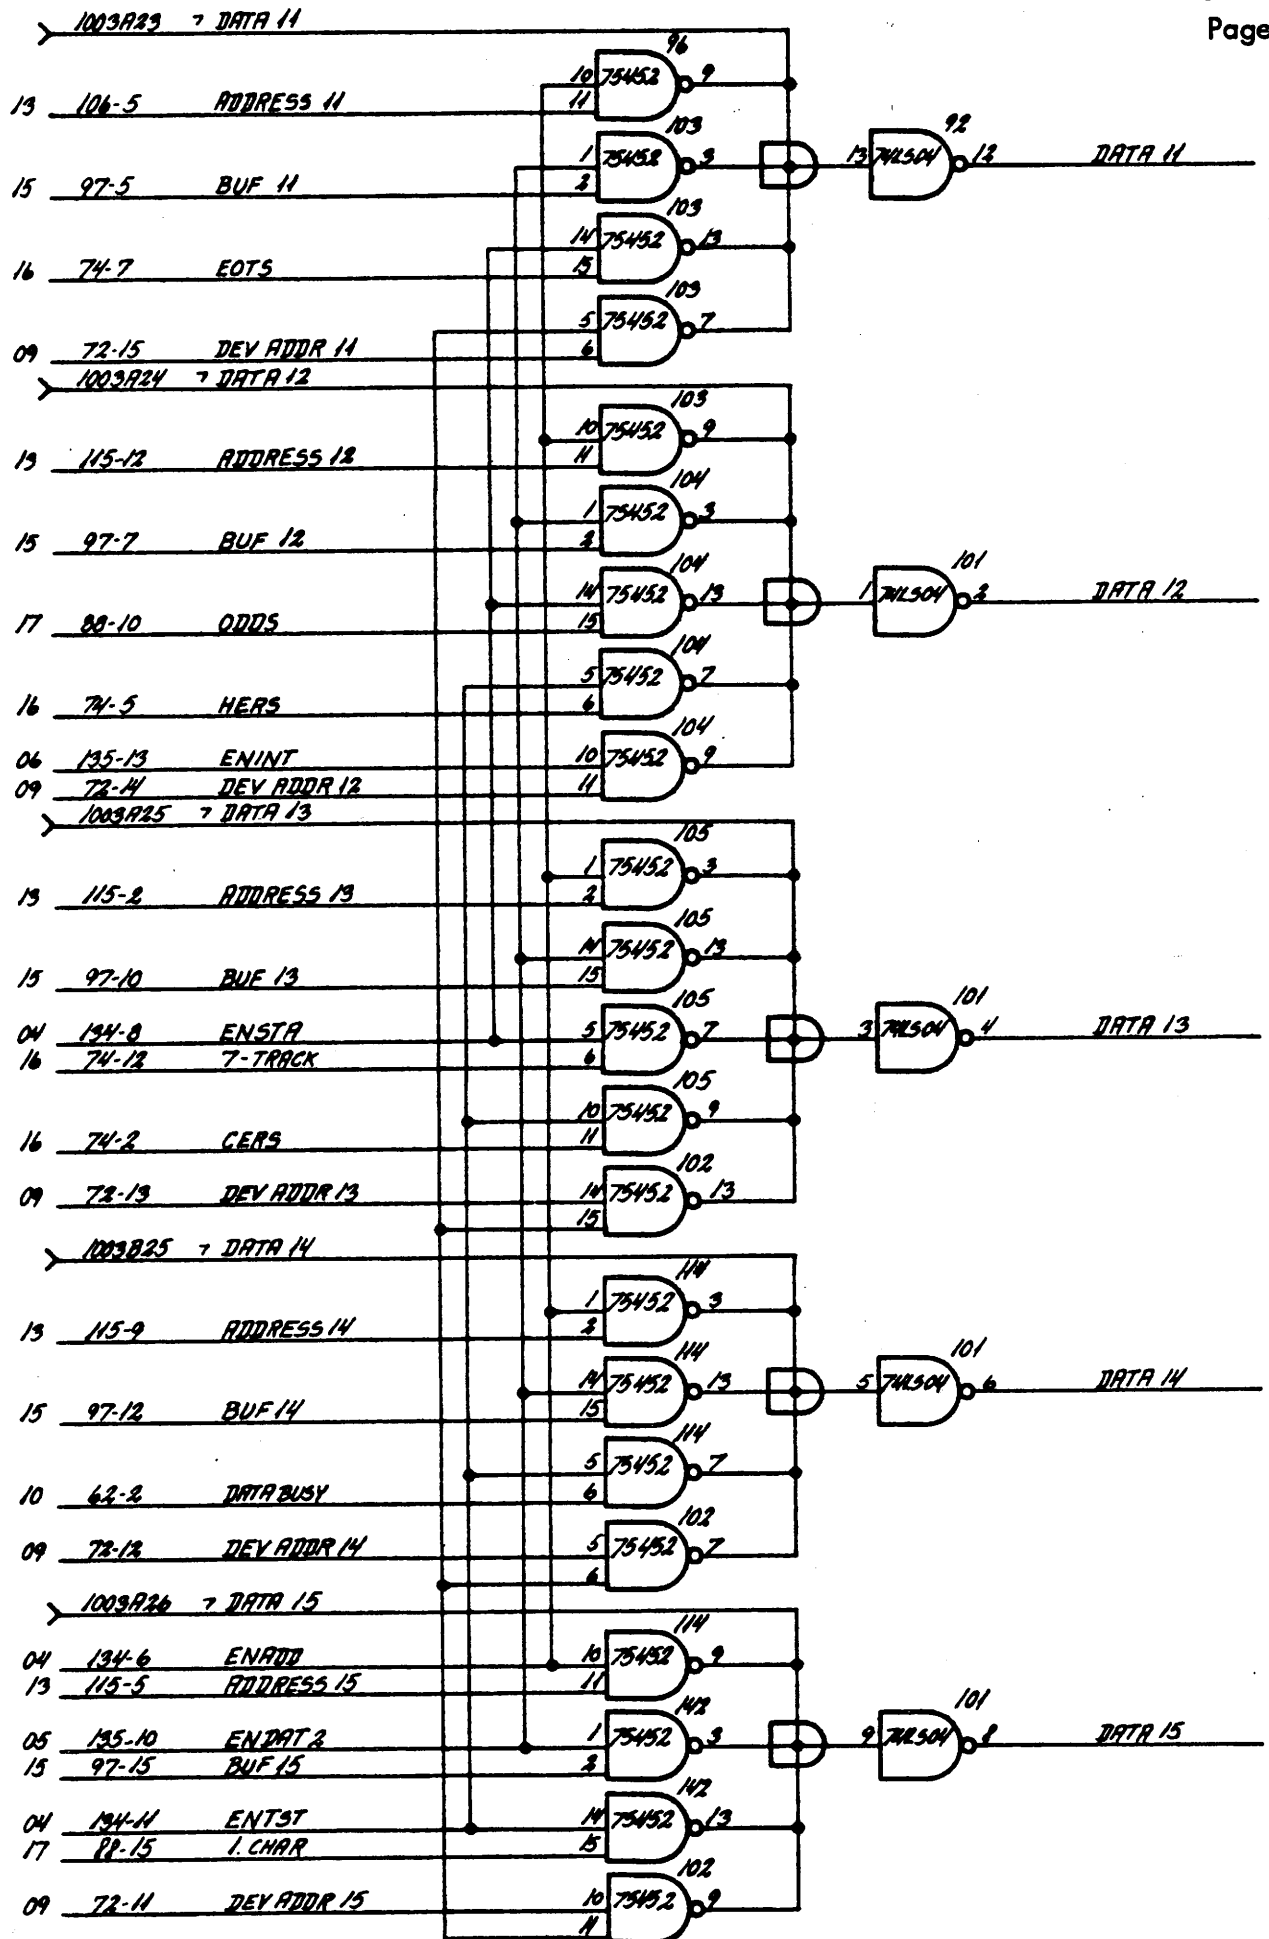 Page
1003A23 ¬ DATA 11
96
10 75452 9
13 106-5 ADDRESS 11 11
103
1 75452 3
13 74LS04 12 DATA 11
92
15 97-5 BUF 11 2
103
14 75452 13
16 74-7 EOTS 15
103
5 75452 7
09 72-15 DEV ADDR 11 6
1003A24 ¬ DATA 12
103
10 75452 9
13 115-12 ADDRESS 12 11
104
1 75452 3
15 97-7 BUF 12 2
104
101
14 75452 13
1 74LS04 2 DATA 12
17 88-10 ODDS 15
104
5 75452 7
16 74-5 HERS 6
104
06 135-13 ENINT 10 75452 9
09 72-14 DEV ADDR 12 11
1003A25 ¬ DATA 13
105
1 75452 3
13 115-2 ADDRESS 13 2
105
14 75452 13
15 97-10 BUF 13 15
105
101
04 134-8 ENSTA 5 75452 7
3 74LS04 4 DATA 13
16 74-12 7-TRACK 6
105
10 75452 9
16 74-2 CERS 11
102
09 72-13 DEV ADDR 13 14 75452 13
15
1003B25 ¬ DATA 14
114
1 75452 3
13 115-9 ADDRESS 14 2
114
101
14 75452 13
5 74LS04 6 DATA 14
15 97-12 BUF 14 15
114
5 75452 7
10 62-2 DATA BUSY 6
102
09 72-12 DEV ADDR 14 5 75452 7
6
1003A26 ¬ DATA 15
114
04 134-6 ENADD 10 75452 9
13 115-5 ADDRESS 15 11
142
101
05 135-10 ENDAT 2 1 75452 3
9 74LS04 8 DATA 15
15 97-15 BUF 15 2
142
04 134-11 ENTST 14 75452 13
17 88-15 1. CHAR 15
102
09 72-11 DEV ADDR 15 10 75452 9
11